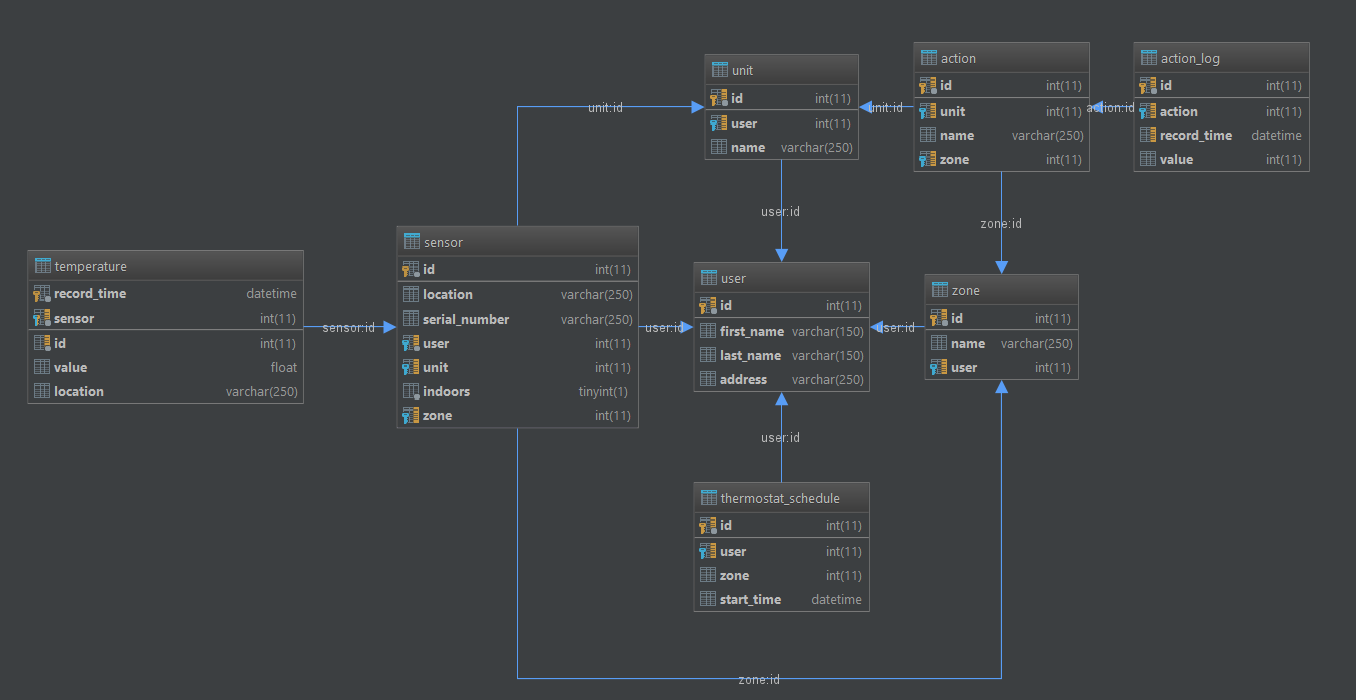 unit
id int(11)
user int(11)
name varchar(250)
action
id int(11)
unit int(11)
name varchar(250)
zone int(11)
action_log
id int(11)
action int(11)
record_time datetime
value int(11)
unit:id
unit:id
action:id
user:id
zone:id
temperature
record_time datetime
sensor int(11)
id int(11)
value float
location varchar(250)
sensor:id
sensor
id int(11)
location varchar(250)
serial_number varchar(250)
user int(11)
unit int(11)
indoors tinyint(1)
zone int(11)
user:id
user
id int(11)
first_name varchar(150)
last_name varchar(150)
address varchar(250)
user:id
zone
id int(11)
name varchar(250)
user int(11)
user:id
thermostat_schedule
id int(11)
user int(11)
zone int(11)
start_time datetime
zone:id